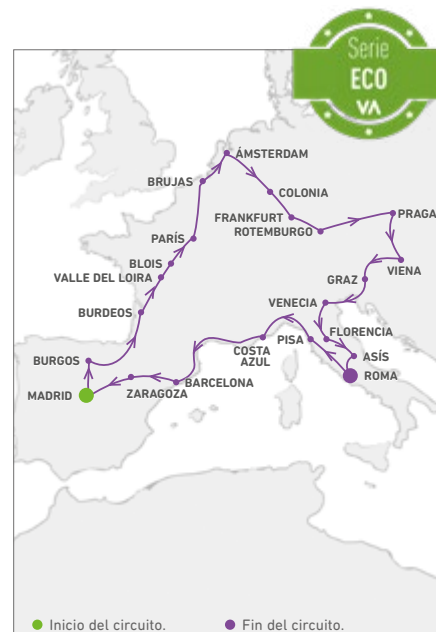 Serie
ECO
VA
ÁMSTERDAM
BRUJAS
COLONIA
FRANKFURT
ROTEMBURGO
PRAGA
PARÍS
BLOIS
VALLE DEL LOIRA
VIENA
GRAZ
BURDEOS
VENECIA
FLORENCIA
PISA
COSTA
AZUL
ASÍS
BURGOS
ROMA
BARCELONA
MADRID
ZARAGOZA
Inicio del circuito.
Fin del circuito.